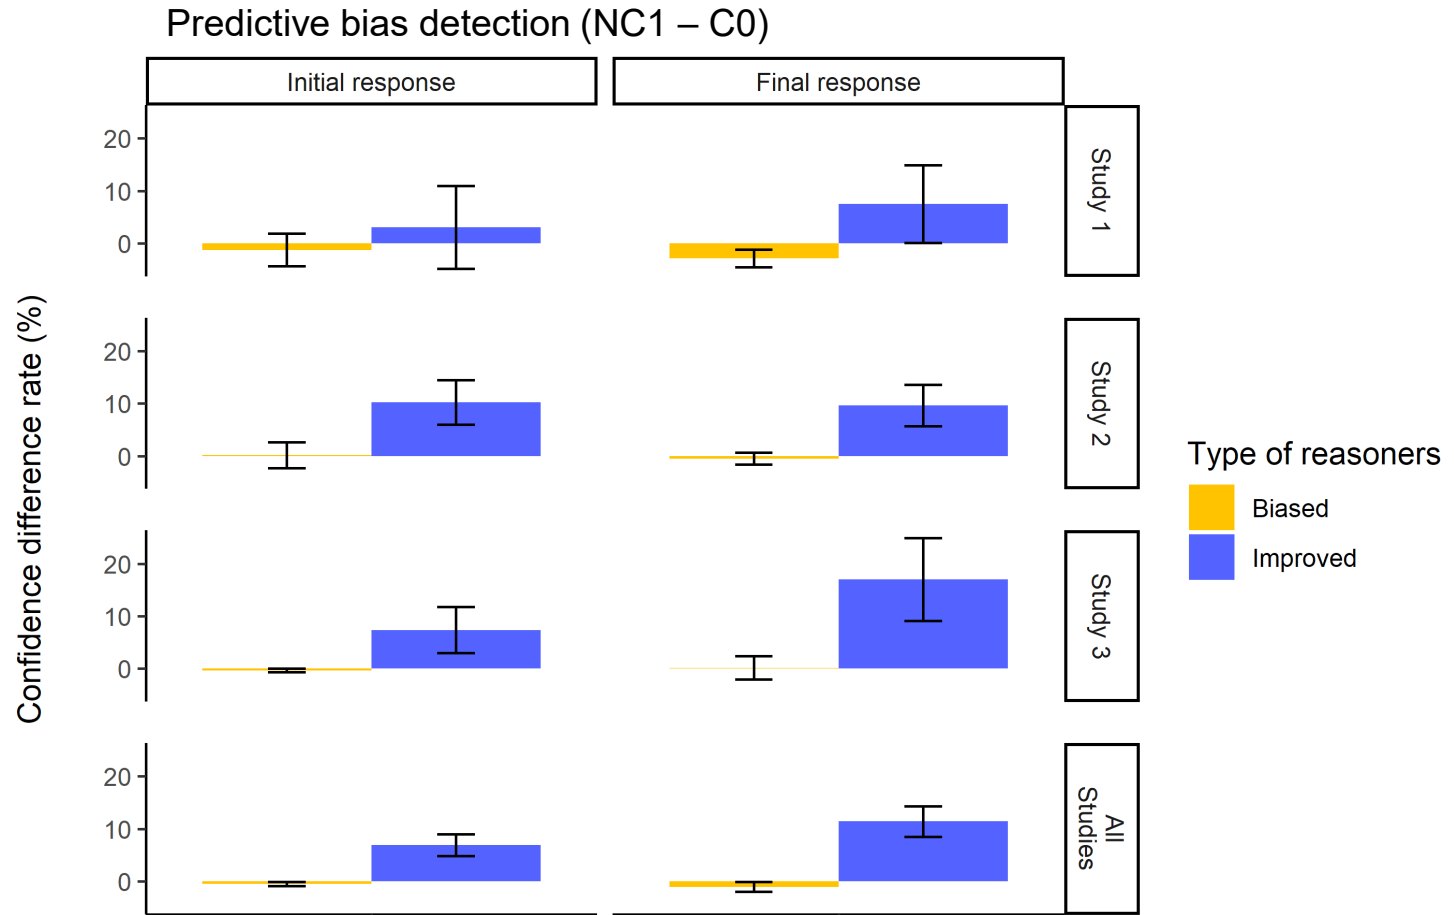 Predictive bias detection (NC1 – C0)
Initial response
Final response
Confidence difference rate (%)
20
10
0
Study 1
20
10
0
Study 2
20
10
0
Study 3
20
10
0
All
Studies
Type of reasoners
Biased
Improved